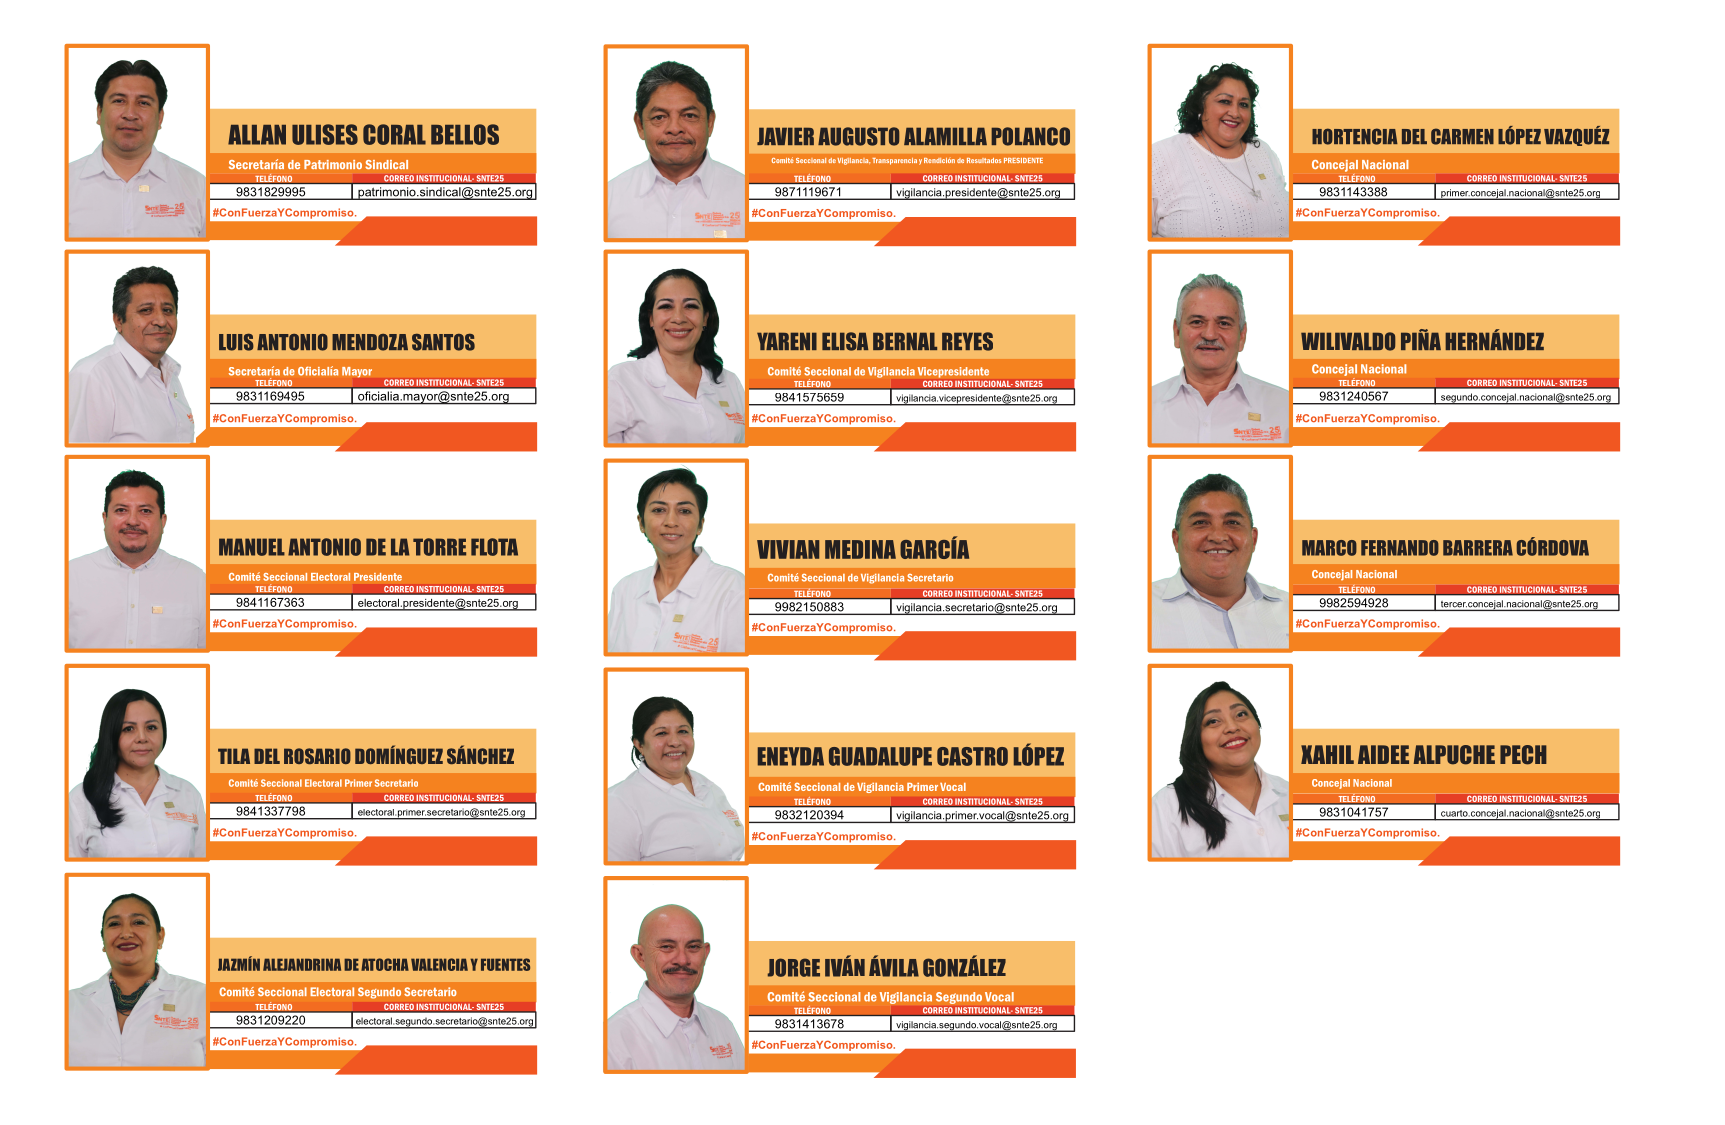 ALLAN ULISES CORAL BELLOS
Secretaría de Patrimonio Sindical
TELÉFONO CORREO INSTITUCIONAL- SNTE25
9831829995 patrimonio.sindical@snte25.org
#ConFuerzaYCompromiso.
LUIS ANTONIO MENDOZA SANTOS
Secretaría de Oficialía Mayor
TELÉFONO CORREO INSTITUCIONAL- SNTE25
9831169495 oficialia.mayor@snte25.org
#ConFuerzaYCompromiso.
MANUEL ANTONIO DE LA TORRE FLOTA
Comité Seccional Electoral Presidente
TELÉFONO CORREO INSTITUCIONAL- SNTE25
9841167363 electoral.presidente@snte25.org
#ConFuerzaYCompromiso.
TILA DEL ROSARIO DOMÍNGUEZ SÁNCHEZ
Comité Seccional Electoral Primer Secretario
TELÉFONO CORREO INSTITUCIONAL- SNTE25
9841337798 electoral.primer.secretario@snte25.org
#ConFuerzaYCompromiso.
JAZMÍN ALEJANDRINA DE ATOCHA VALENCIA Y FUENTES
Comité Seccional Electoral Segundo Secretario
TELÉFONO CORREO INSTITUCIONAL- SNTE25
9831209220 electoral.segundo.secretario@snte25.org
#ConFuerzaYCompromiso.
JAVIER AUGUSTO ALAMILLA POLANCO
Comité Seccional de Vigilancia, Transparencia y Rendición de Resultados PRESIDENTE
TELÉFONO CORREO INSTITUCIONAL- SNTE25
9871119671 vigilancia.presidente@snte25.org
#ConFuerzaYCompromiso.
YARENI ELISA BERNAL REYES
Comité Seccional de Vigilancia Vicepresidente
TELÉFONO CORREO INSTITUCIONAL- SNTE25
9841575659 vigilancia.vicepresidente@snte25.org
#ConFuerzaYCompromiso.
VIVIAN MEDINA GARCÍA
Comité Seccional de Vigilancia Secretario
TELÉFONO CORREO INSTITUCIONAL- SNTE25
9982150883 vigilancia.secretario@snte25.org
#ConFuerzaYCompromiso.
ENEYDA GUADALUPE CASTRO LÓPEZ
Comité Seccional de Vigilancia Primer Vocal
TELÉFONO CORREO INSTITUCIONAL- SNTE25
9832120394 vigilancia.primer.vocal@snte25.org
#ConFuerzaYCompromiso.
JORGE IVÁN ÁVILA GONZÁLEZ
Comité Seccional de Vigilancia Segundo Vocal
TELÉFONO CORREO INSTITUCIONAL- SNTE25
9831413678 vigilancia.segundo.vocal@snte25.org
#ConFuerzaYCompromiso.
HORTENCIA DEL CARMEN LÓPEZ VAZQUÉZ
Concejal Nacional
TELÉFONO CORREO INSTITUCIONAL- SNTE25
9831143388 primer.concejal.nacional@snte25.org
#ConFuerzaYCompromiso.
WILIVALDO PIÑA HERNÁNDEZ
Concejal Nacional
TELÉFONO CORREO INSTITUCIONAL- SNTE25
9831240567 segundo.concejal.nacional@snte25.org
#ConFuerzaYCompromiso.
MARCO FERNANDO BARRERA CÓRDOVA
Concejal Nacional
TELÉFONO CORREO INSTITUCIONAL- SNTE25
9982594928 tercer.concejal.nacional@snte25.org
#ConFuerzaYCompromiso.
XAHIL AIDEE ALPUCHE PECH
Concejal Nacional
TELÉFONO CORREO INSTITUCIONAL- SNTE25
9831041757 cuarto.concejal.nacional@snte25.org
#ConFuerzaYCompromiso.